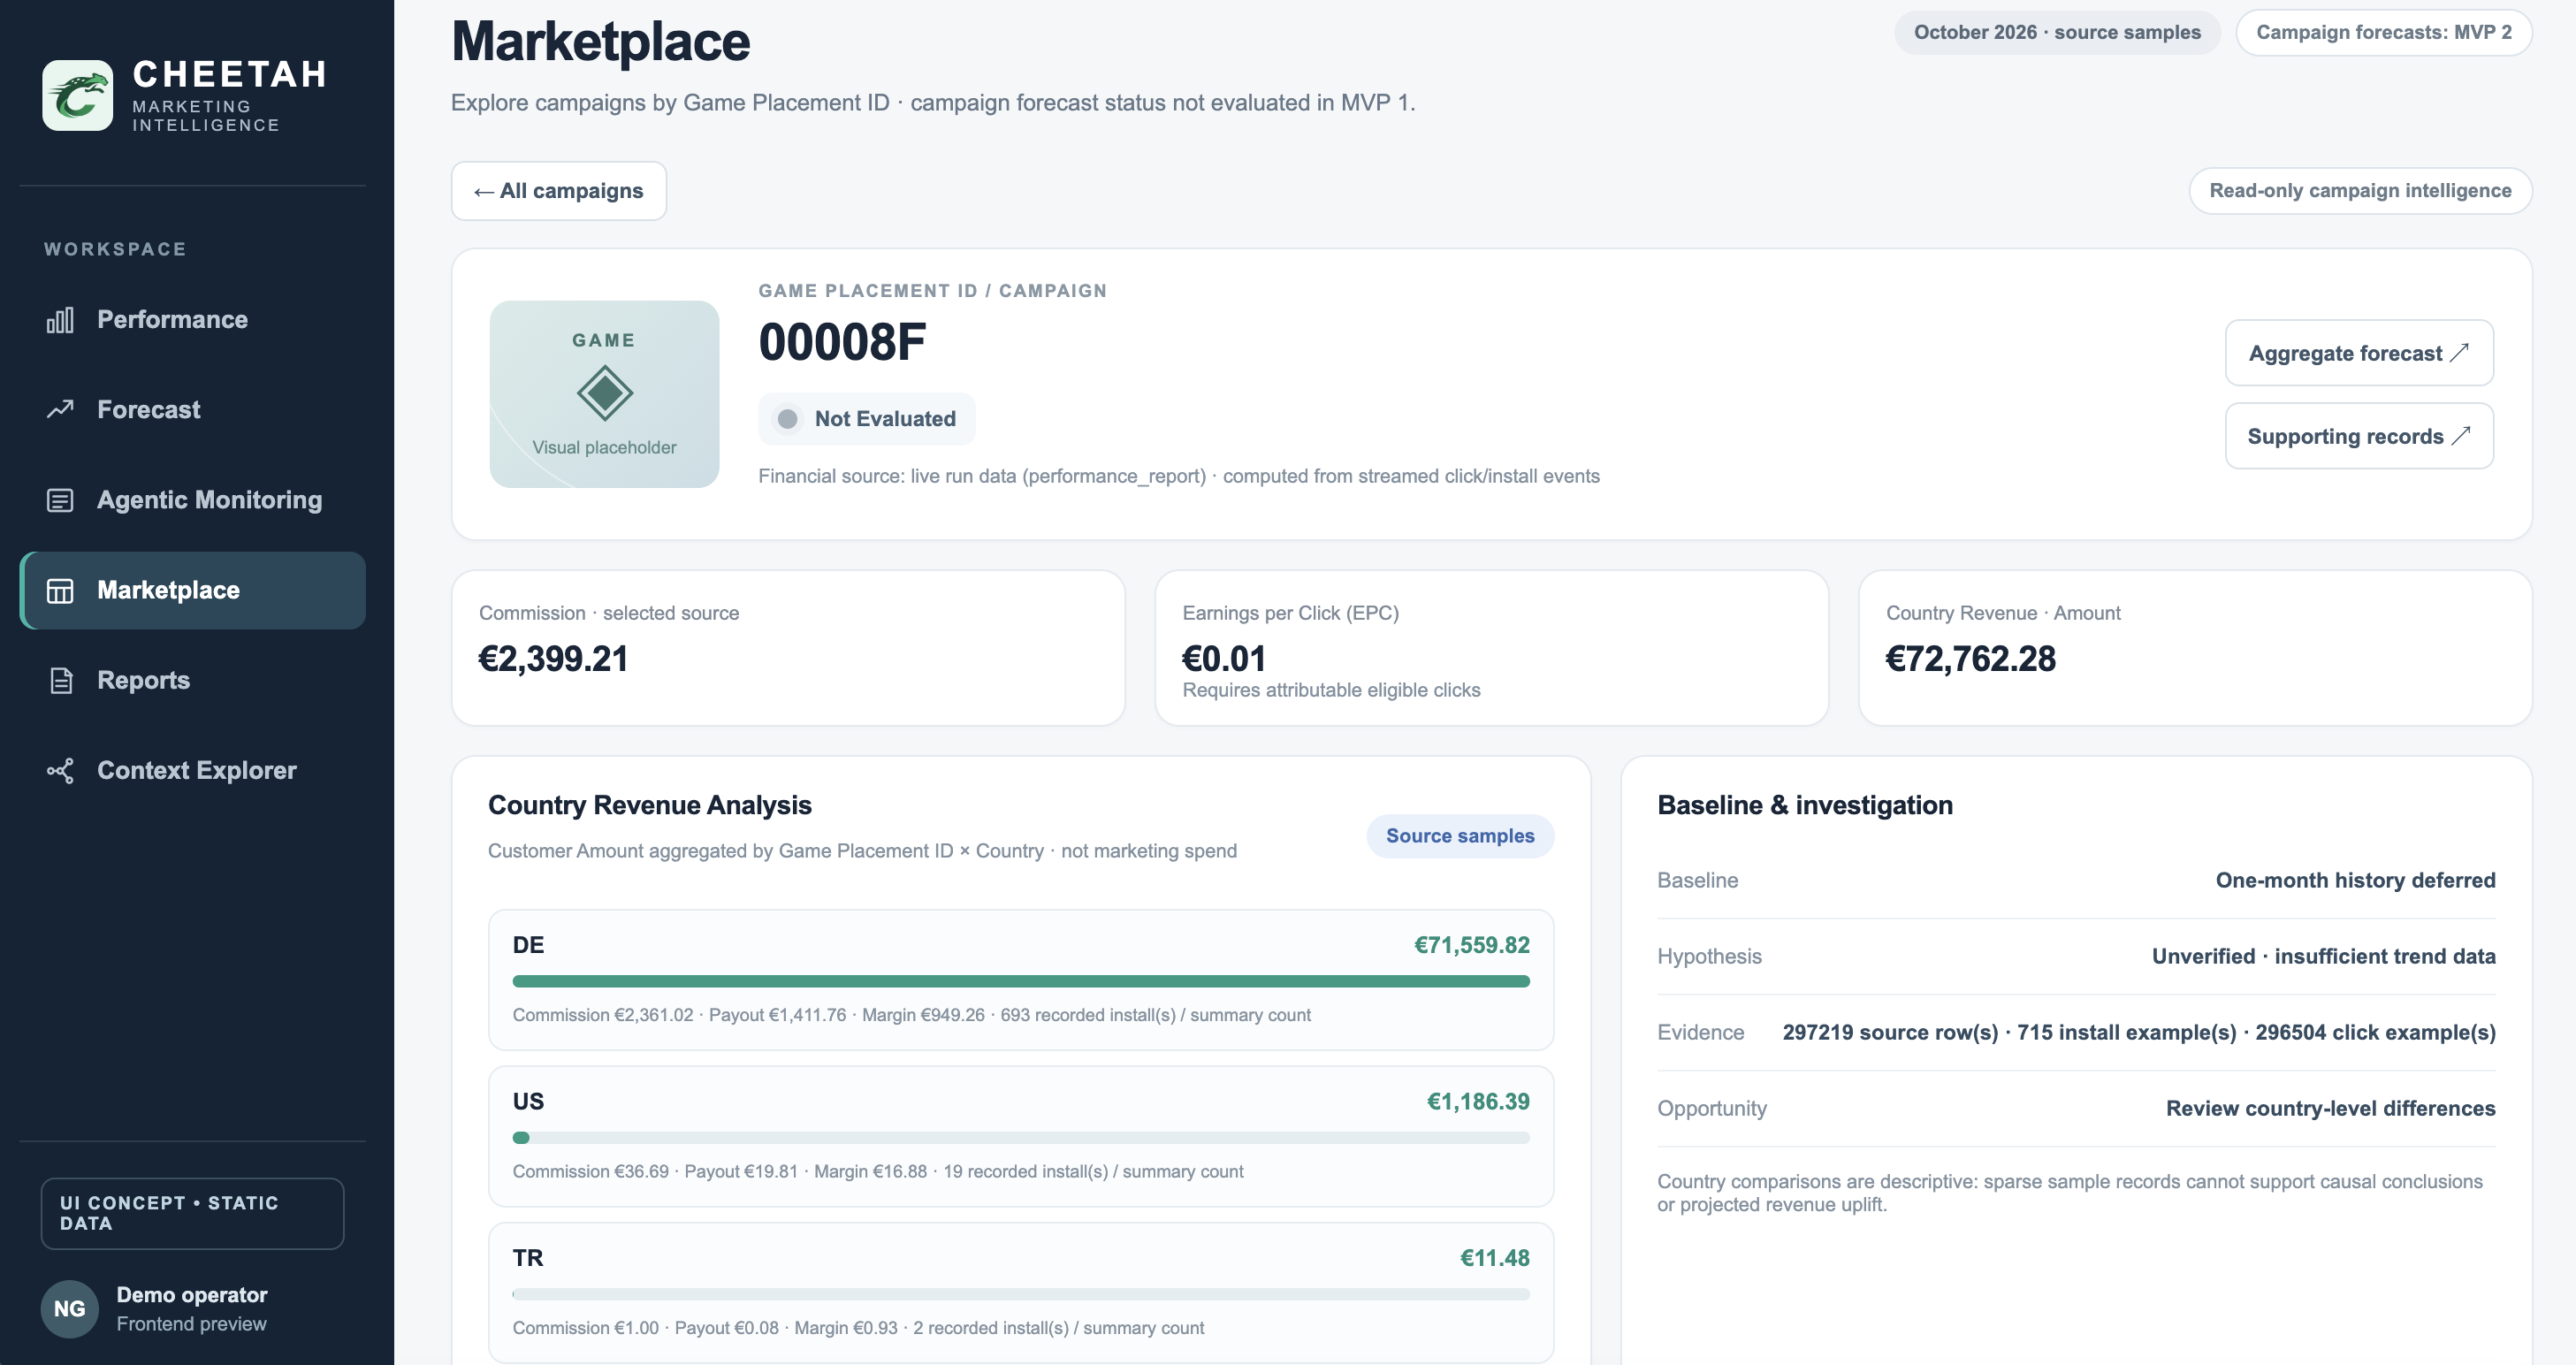 CHEETAH
MARKETING
INTELLIGENCE
WORKSPACE
Performance
Forecast
Agentic Monitoring
Marketplace
Reports
Context Explorer
UI CONCEPT • STATIC
DATA
NG
Demo operator
Frontend preview
Marketplace
October 2026 · source samples
Campaign forecasts: MVP 2
Explore campaigns by Game Placement ID · campaign forecast status not evaluated in MVP 1.
← All campaigns
Read-only campaign intelligence
GAME
Visual placeholder
GAME PLACEMENT ID / CAMPAIGN
00008F
Not Evaluated
Financial source: live run data (performance_report) · computed from streamed click/install events
Aggregate forecast ↗
Supporting records ↗
Commission · selected source
€2,399.21
Earnings per Click (EPC)
€0.01
Requires attributable eligible clicks
Country Revenue · Amount
€72,762.28
Country Revenue Analysis
Customer Amount aggregated by Game Placement ID × Country · not marketing spend
Source samples
DE €71,559.82
Commission €2,361.02 · Payout €1,411.76 · Margin €949.26 · 693 recorded install(s) / summary count
US €1,186.39
Commission €36.69 · Payout €19.81 · Margin €16.88 · 19 recorded install(s) / summary count
TR €11.48
Commission €1.00 · Payout €0.08 · Margin €0.93 · 2 recorded install(s) / summary count
Baseline & investigation
Baseline One-month history deferred
Hypothesis Unverified · insufficient trend data
Evidence 297219 source row(s) · 715 install example(s) · 296504 click example(s)
Opportunity Review country-level differences
Country comparisons are descriptive: sparse sample records cannot support causal conclusions
or projected revenue uplift.